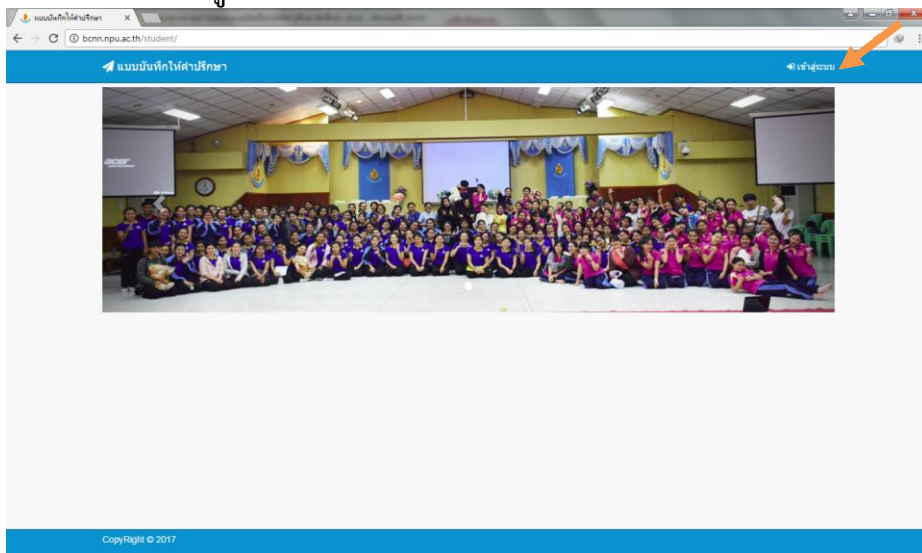 แบบบันทึกให้คำปรึกษา
bcnn.npu.ac.th/student/
แบบบันทึกให้คำปรึกษา
เข้าสู่ระบบ
acer
CopyRight © 2017